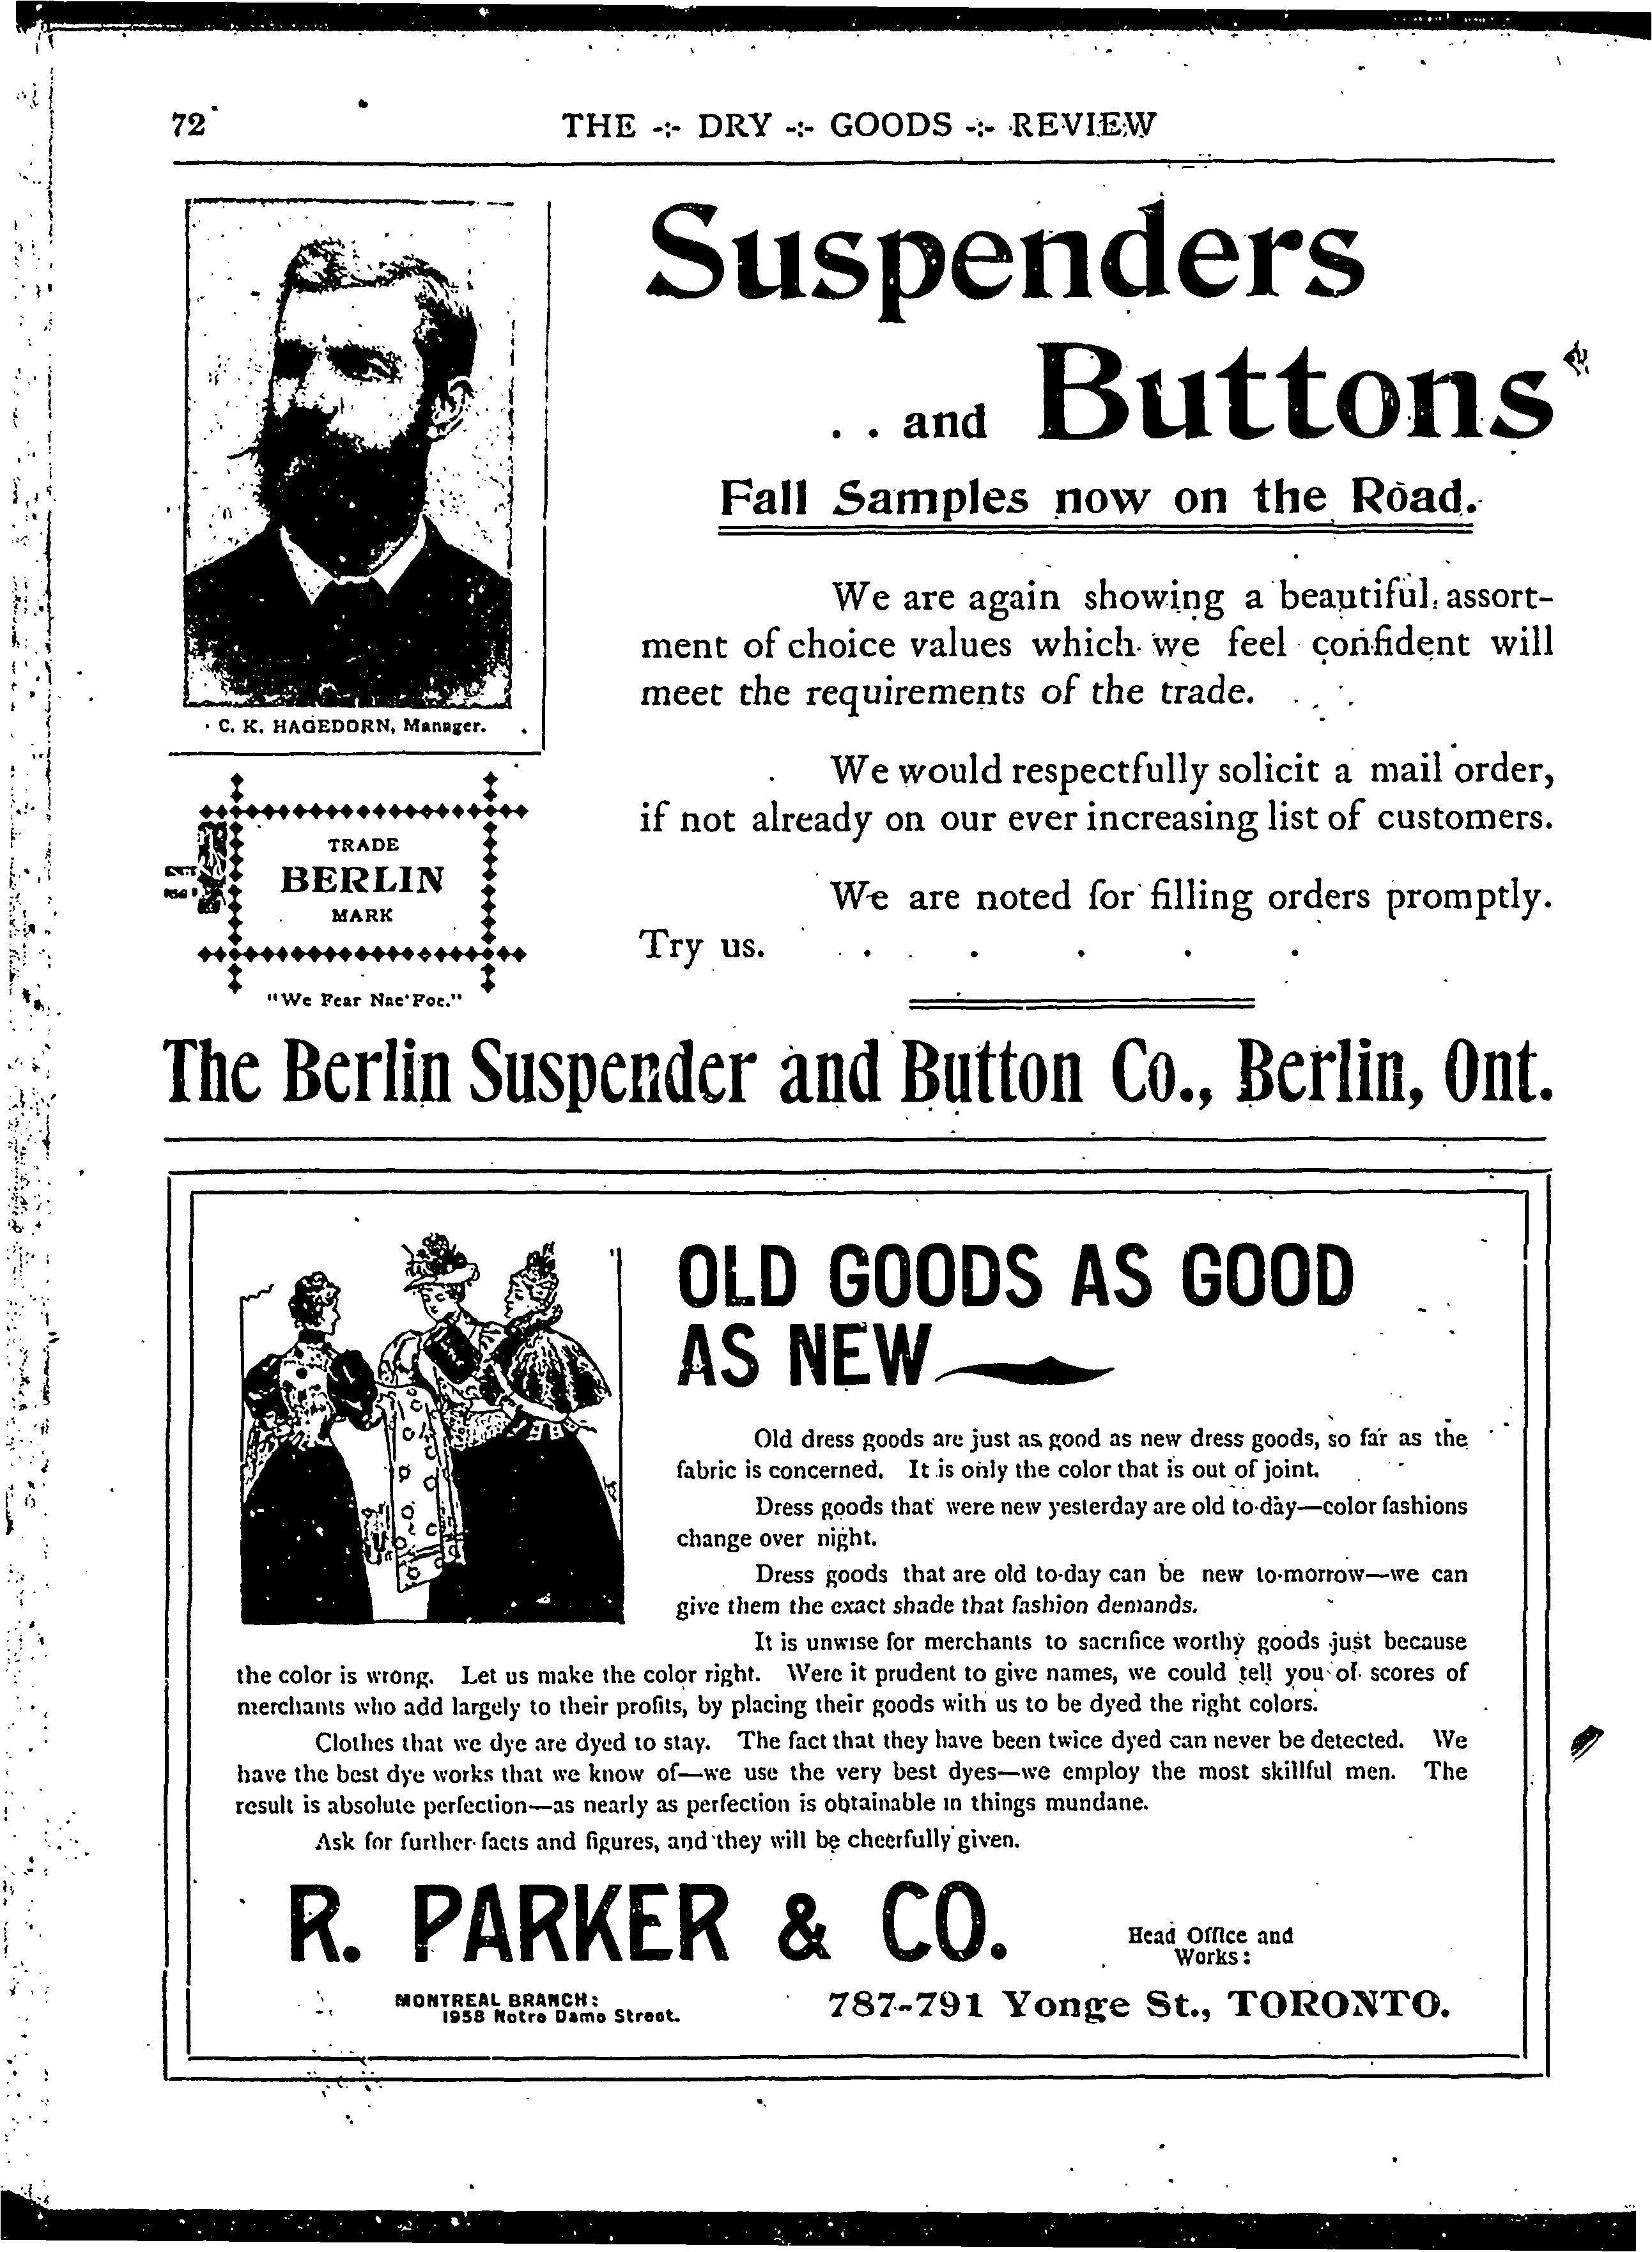 72
THE -:- DRY -:- GOODS -:- REVIEW
Suspenders
. . and Buttons
Fall Samples now on the Road.
We are again showing a beautiful assort-
ment of choice values which we feel confident will
meet the requirements of the trade.
We would respectfully solicit a mail order,
if not already on our ever increasing list of customers.
We are noted for filling orders promptly.
Try us. . . . . .
C. K. HAGEDORN, Manager.
TRADE
BERLIN
MARK
"We Fear Nae Foe."
The Berlin Suspender and Button Co., Berlin, Ont.
OLD GOODS AS GOOD
AS NEW
Old dress goods are just as good as new dress goods, so far as the
fabric is concerned. It is only the color that is out of joint.
Dress goods that were new yesterday are old to-day—color fashions
change over night.
Dress goods that are old to-day can be new to-morrow—we can
give them the exact shade that fashion demands.
It is unwise for merchants to sacrifice worthy goods just because
the color is wrong. Let us make the color right. Were it prudent to give names, we could tell you of scores of
merchants who add largely to their profits, by placing their goods with us to be dyed the right colors.
Clothes that we dye are dyed to stay. The fact that they have been twice dyed can never be detected. We
have the best dye works that we know of—we use the very best dyes—we employ the most skillful men. The
result is absolute perfection—as nearly as perfection is obtainable in things mundane.
Ask for further facts and figures, and they will be cheerfully given.
R. PARKER & CO.
Head Office and
Works:
MONTREAL BRANCH:
1958 Notre Dame Street.
787-791 Yonge St., TORONTO.